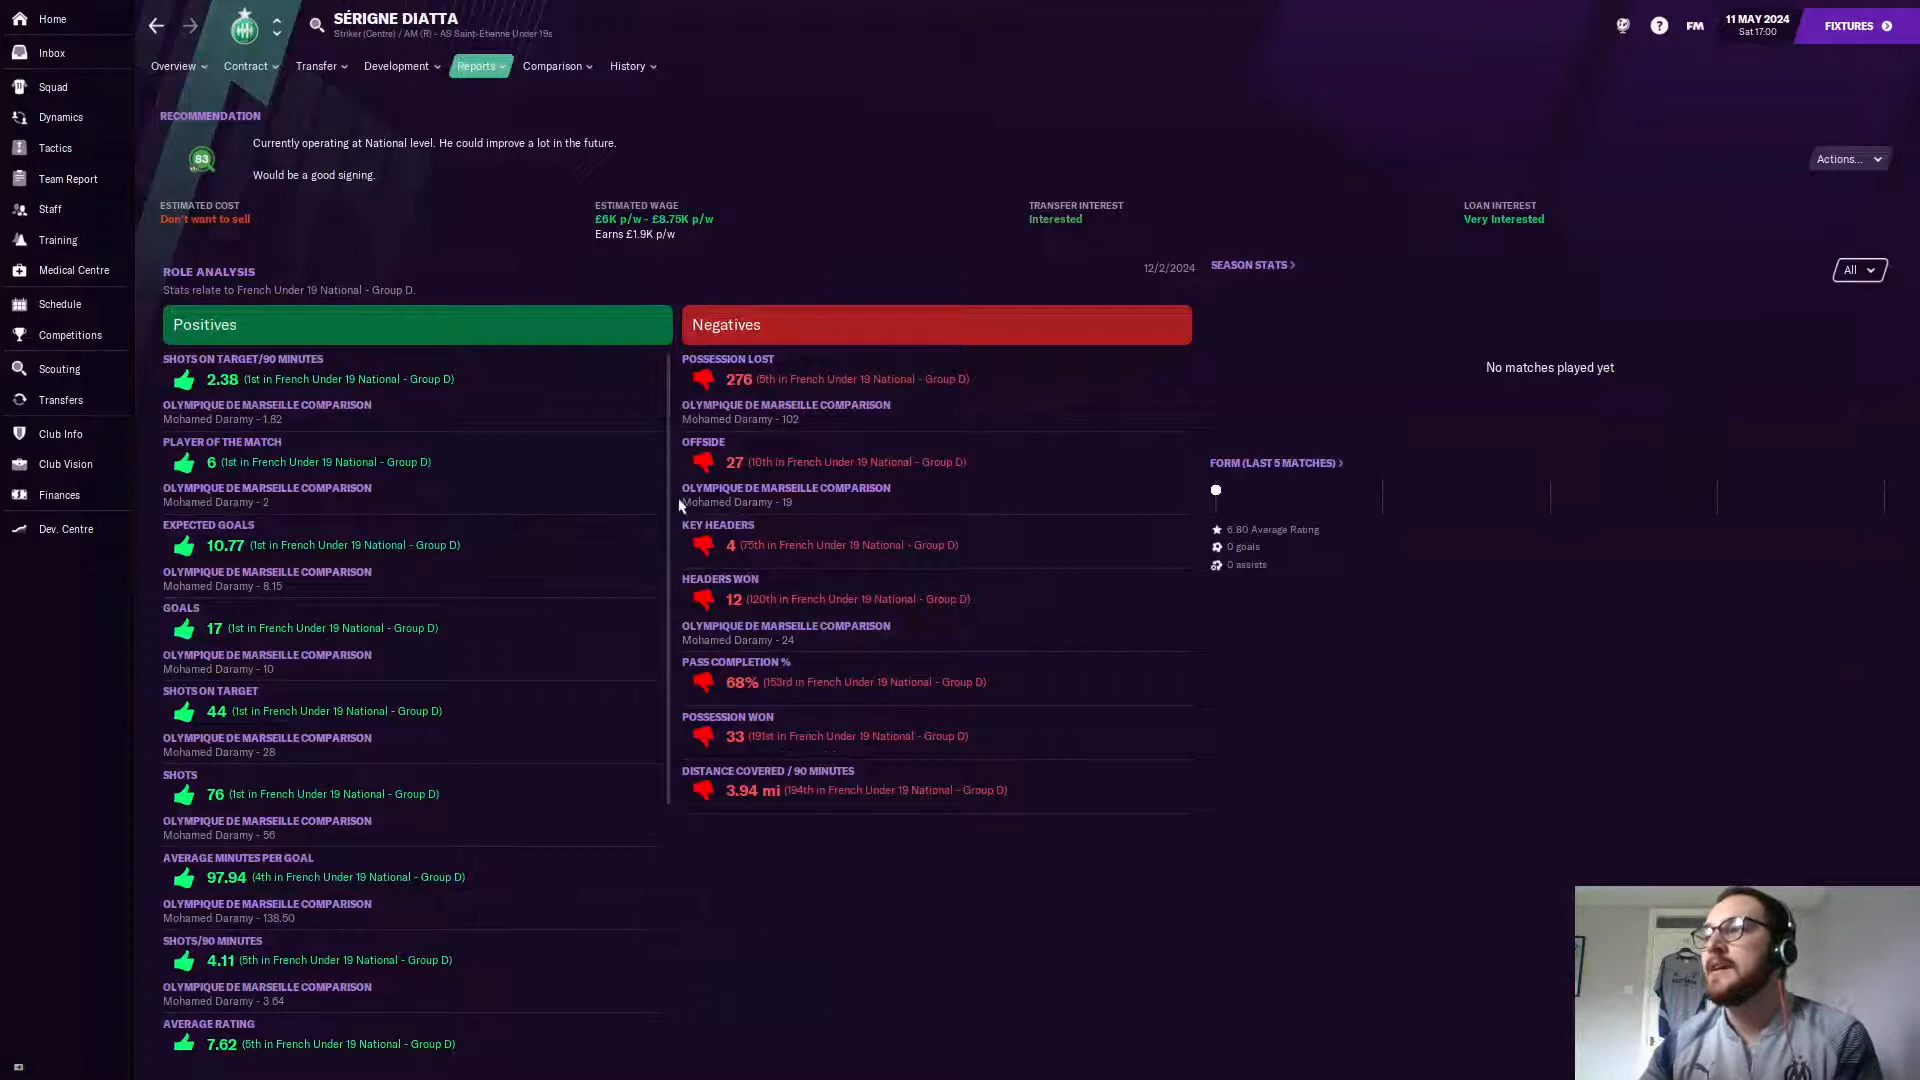 Home
Inbox
Squad
Dynamics
Tactics
Team Report
Staff
Training
Medical Centre
Schedule
Competitions
Scouting
Transfers
Club Info
Club Vision
Finances
Dev. Centre
SÉRIGNE DIATTA
Striker (Centre) / AM (R) - AS Saint-Étienne Under 19s
FM
11 MAY 2024
Sat 17:00
FIXTURES
Overview
Contract
Transfer
Development
Reports
Comparison
History
RECOMMENDATION
83
Currently operating at National level. He could improve a lot in the future.
Would be a good signing.
Actions...
ESTIMATED COST
Don't want to sell
ESTIMATED WAGE
£6K p/w - £8.75K p/w
Earns £1.9K p/w
TRANSFER INTEREST
Interested
LOAN INTEREST
Very Interested
ROLE ANALYSIS
12/2/2024
Stats relate to French Under 19 National - Group D.
Positives
SHOTS ON TARGET/90 MINUTES
2.38 (1st in French Under 19 National - Group D)
OLYMPIQUE DE MARSEILLE COMPARISON
Mohamed Daramy - 1.82
PLAYER OF THE MATCH
6 (1st in French Under 19 National - Group D)
OLYMPIQUE DE MARSEILLE COMPARISON
Mohamed Daramy - 2
EXPECTED GOALS
10.77 (1st in French Under 19 National - Group D)
OLYMPIQUE DE MARSEILLE COMPARISON
Mohamed Daramy - 8.15
GOALS
17 (1st in French Under 19 National - Group D)
OLYMPIQUE DE MARSEILLE COMPARISON
Mohamed Daramy - 10
SHOTS ON TARGET
44 (1st in French Under 19 National - Group D)
OLYMPIQUE DE MARSEILLE COMPARISON
Mohamed Daramy - 28
SHOTS
76 (1st in French Under 19 National - Group D)
OLYMPIQUE DE MARSEILLE COMPARISON
Mohamed Daramy - 56
AVERAGE MINUTES PER GOAL
97.94 (4th in French Under 19 National - Group D)
OLYMPIQUE DE MARSEILLE COMPARISON
Mohamed Daramy - 138.50
SHOTS/90 MINUTES
4.11 (5th in French Under 19 National - Group D)
OLYMPIQUE DE MARSEILLE COMPARISON
Mohamed Daramy - 3.64
AVERAGE RATING
7.62 (5th in French Under 19 National - Group D)
Negatives
POSSESSION LOST
276 (5th in French Under 19 National - Group D)
OLYMPIQUE DE MARSEILLE COMPARISON
Mohamed Daramy - 102
OFFSIDE
27 (10th in French Under 19 National - Group D)
OLYMPIQUE DE MARSEILLE COMPARISON
Mohamed Daramy - 19
KEY HEADERS
4 (75th in French Under 19 National - Group D)
HEADERS WON
12 (120th in French Under 19 National - Group D)
OLYMPIQUE DE MARSEILLE COMPARISON
Mohamed Daramy - 24
PASS COMPLETION %
68% (153rd in French Under 19 National - Group D)
POSSESSION WON
33 (191st in French Under 19 National - Group D)
DISTANCE COVERED / 90 MINUTES
3.94 mi (194th in French Under 19 National - Group D)
SEASON STATS
All
No matches played yet
FORM (LAST 5 MATCHES)
6.80 Average Rating
0 goals
0 assists